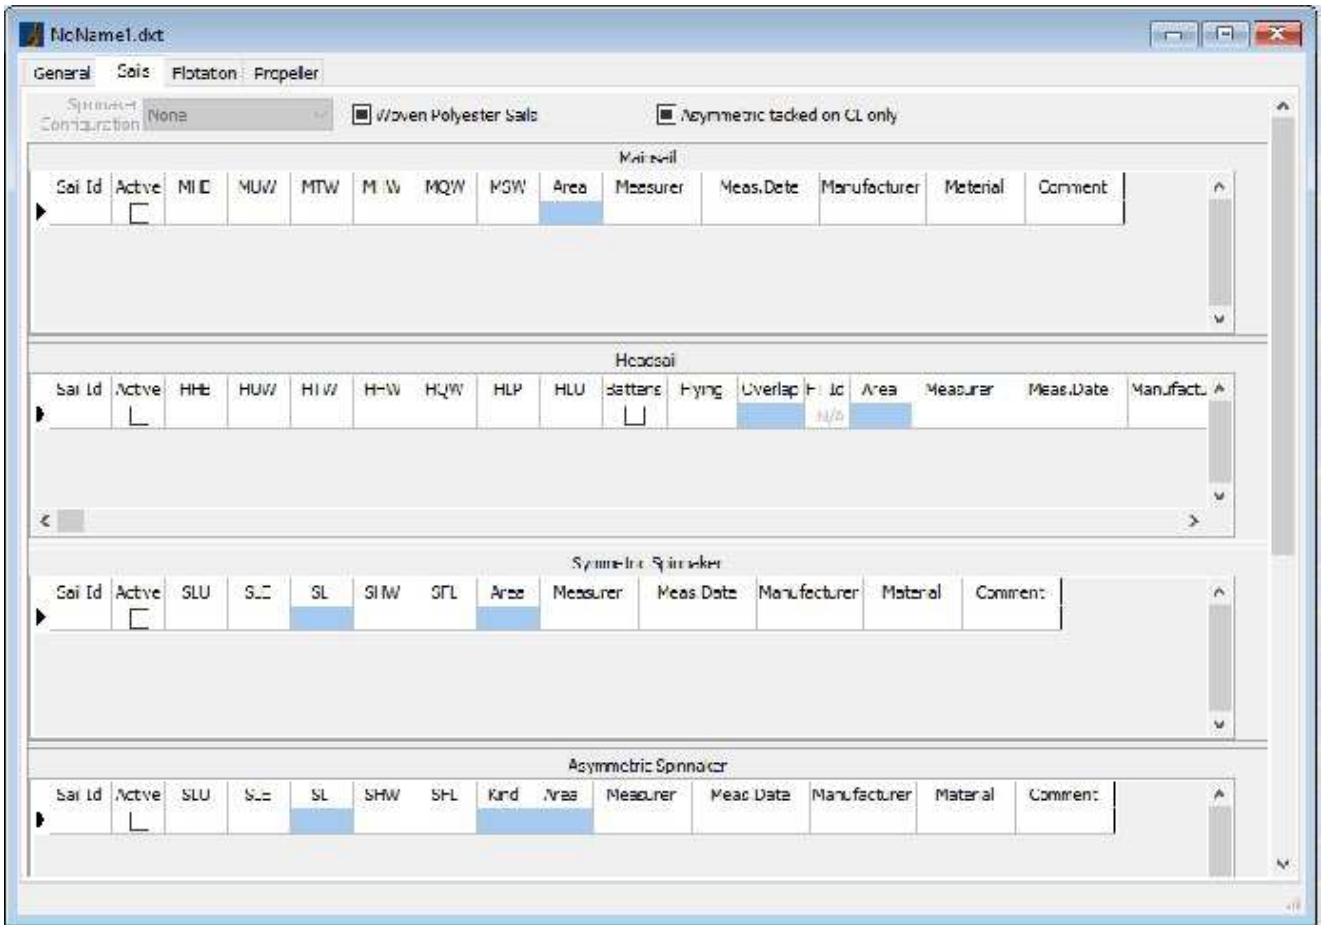 NoName1.dxt
General Sails Flotation Propeller
Spinnaker
Configuration None Woven Polyester Sails Asymmetric tacked on CL only
Mainsail
Sail Id Active MHB MUW MTW MHW MQW MSW Area Measurer Meas.Date Manufacturer Material Comment
Headsail
Sail Id Active HHB HUW HTW HHW HQW HLP HLU Battens Flying Overlap Area Measurer Meas.Date Manufactu
N/A
Symmetric Spinnaker
Sail Id Active SLU SLE SL SHW SFL Area Measurer Meas.Date Manufacturer Material Comment
Asymmetric Spinnaker
Sail Id Active SLU SLE SL SHW SFL Kind Area Measurer Meas.Date Manufacturer Material Comment